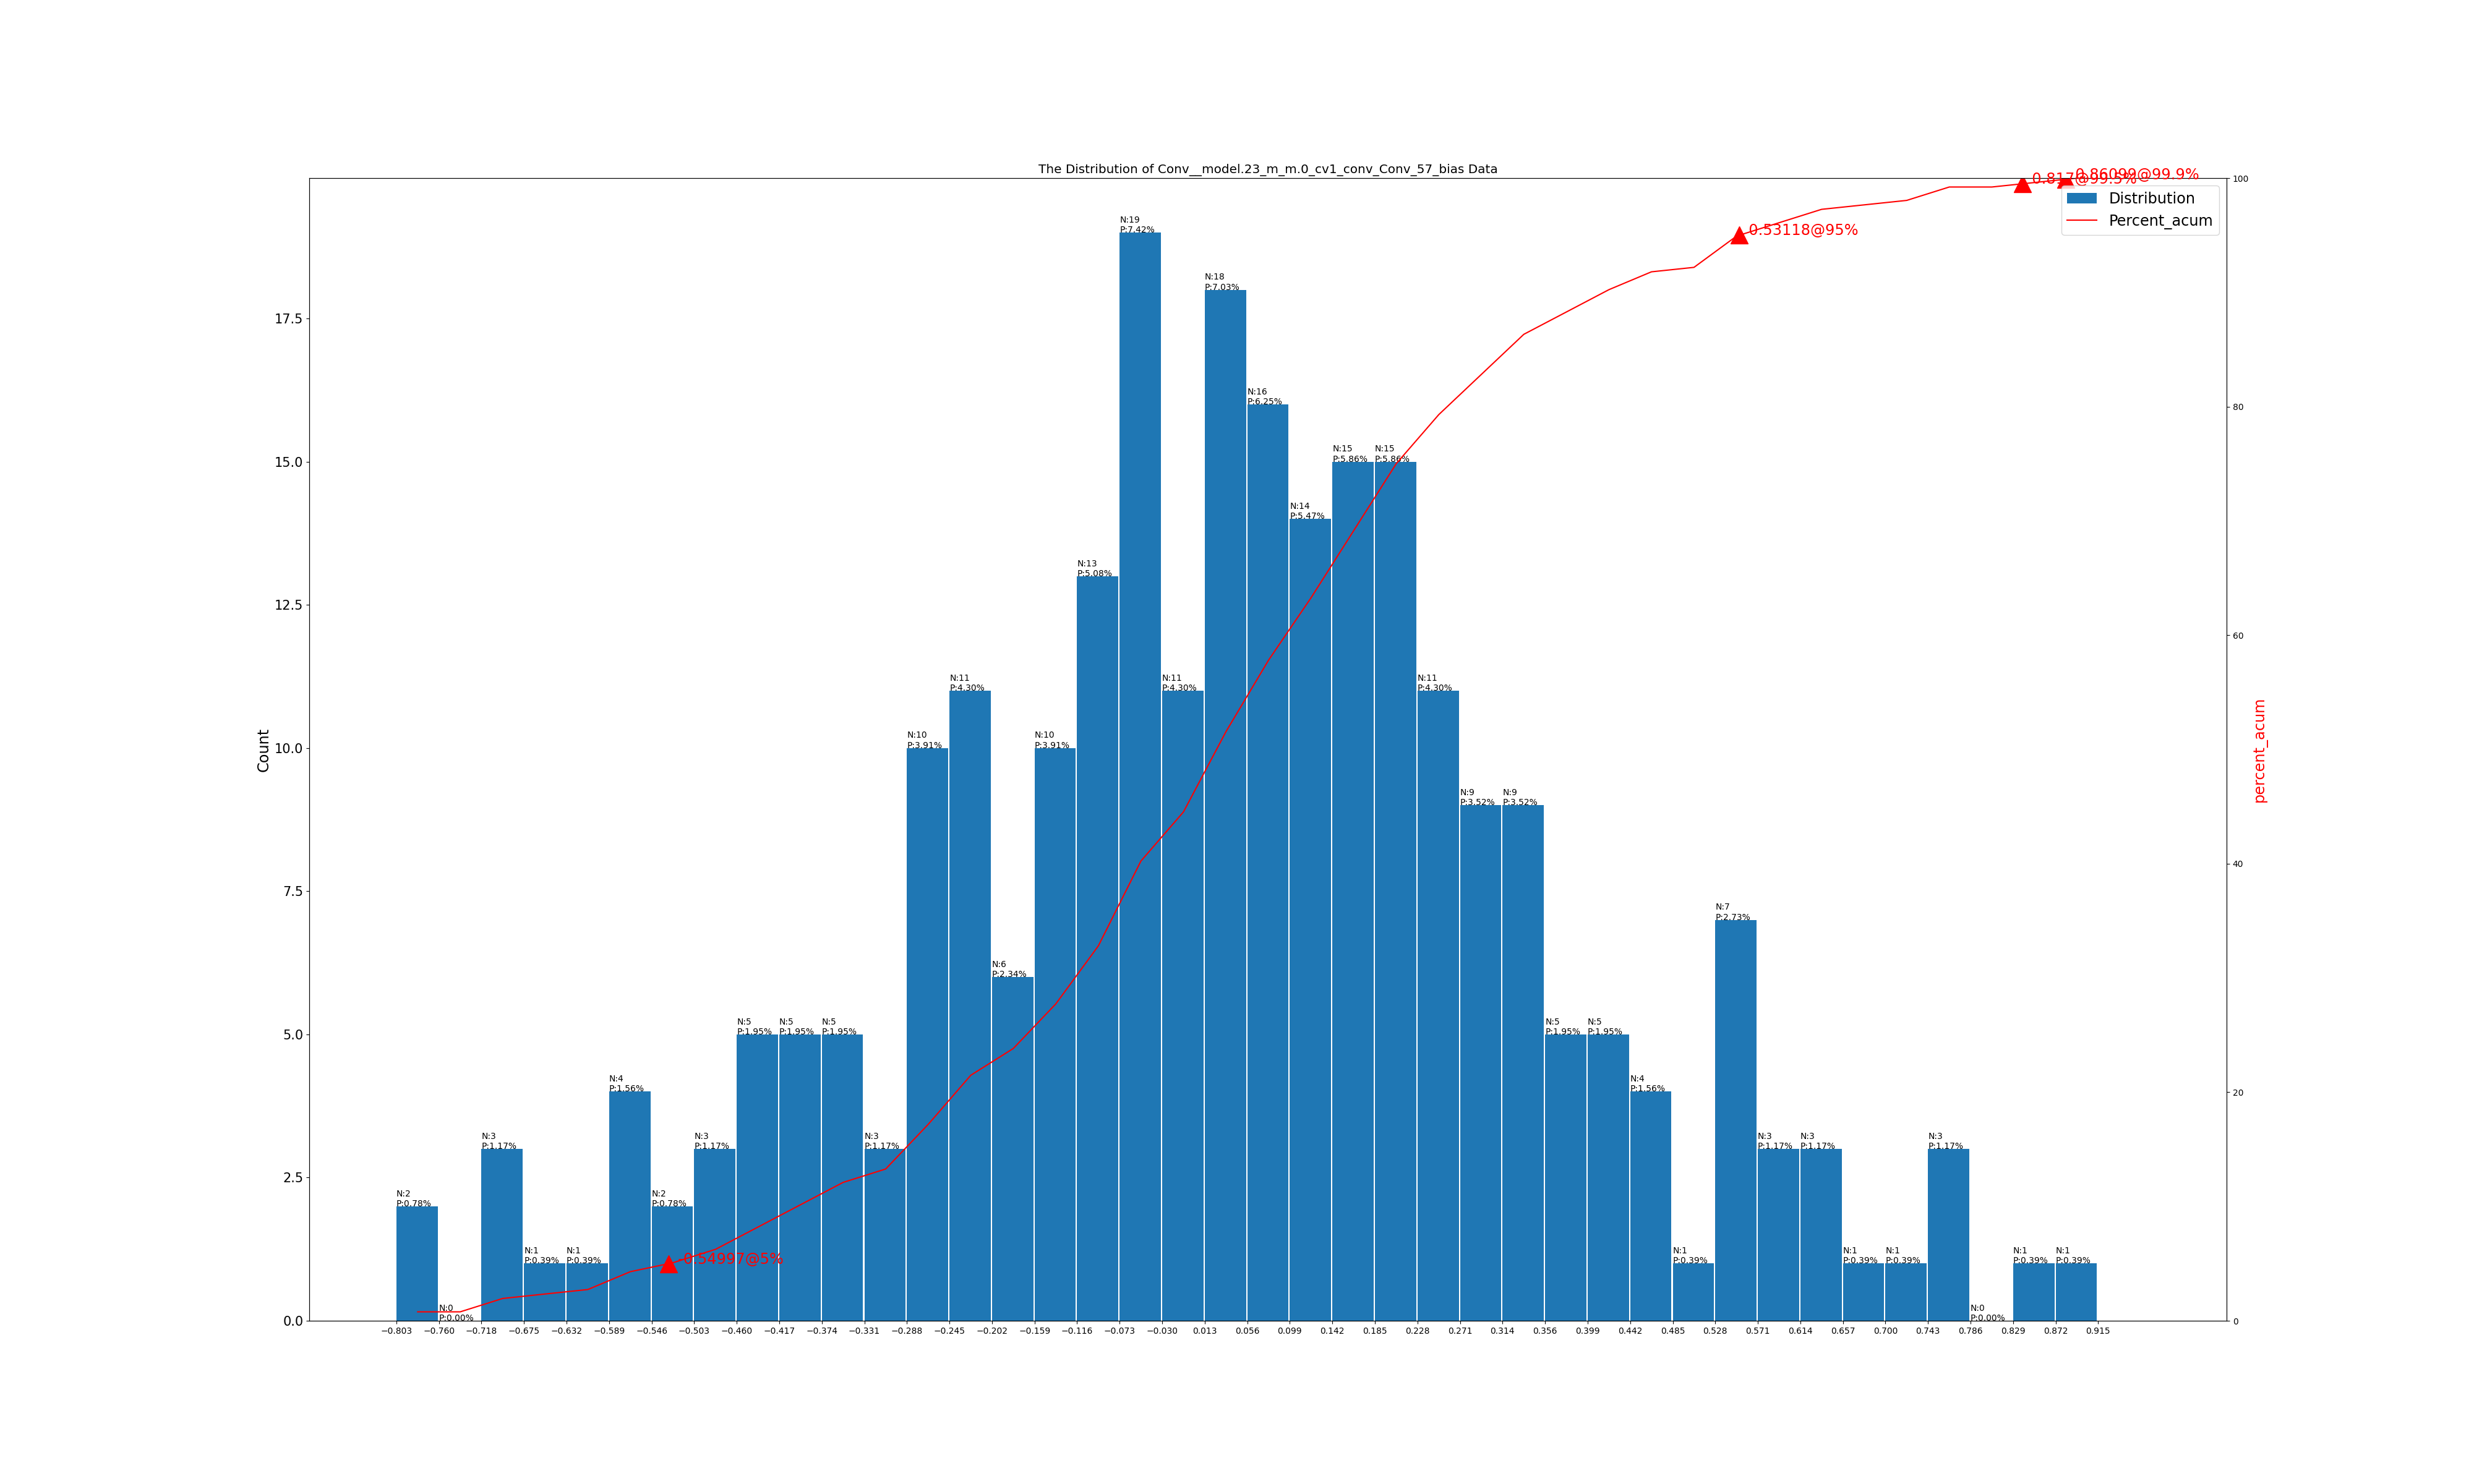 The Distribution of Conv__model.23_m_m.0_cv1_conv_Conv_57_bias Data
0.86099@99.9%
0.817@99.5%
Distribution
Percent_acum
0.53118@95%
-0.54997@5%
Count
17.5
15.0
12.5
10.0
7.5
5.0
2.5
0.0
percent_acum
100
80
60
40
20
0
N:2
P:0.78%
N:0
P:0.00%
N:3
P:1.17%
N:1
P:0.39%
N:1
P:0.39%
N:4
P:1.56%
N:2
P:0.78%
N:3
P:1.17%
N:5
P:1.95%
N:5
P:1.95%
N:5
P:1.95%
N:3
P:1.17%
N:10
P:3.91%
N:11
P:4.30%
N:6
P:2.34%
N:10
P:3.91%
N:13
P:5.08%
N:19
P:7.42%
N:11
P:4.30%
N:18
P:7.03%
N:16
P:6.25%
N:14
P:5.47%
N:15
P:5.86%
N:15
P:5.86%
N:11
P:4.30%
N:9
P:3.52%
N:9
P:3.52%
N:5
P:1.95%
N:5
P:1.95%
N:4
P:1.56%
N:1
P:0.39%
N:7
P:2.73%
N:3
P:1.17%
N:3
P:1.17%
N:1
P:0.39%
N:1
P:0.39%
N:3
P:1.17%
N:0
P:0.00%
N:1
P:0.39%
N:1
P:0.39%
−0.803 −0.760 −0.718 −0.675 −0.632 −0.589 −0.546 −0.503 −0.460 −0.417 −0.374 −0.331 −0.288 −0.245 −0.202 −0.159 −0.116 −0.073 −0.030 0.013 0.056 0.099 0.142 0.185 0.228 0.271 0.314 0.356 0.399 0.442 0.485 0.528 0.571 0.614 0.657 0.700 0.743 0.786 0.829 0.872 0.915